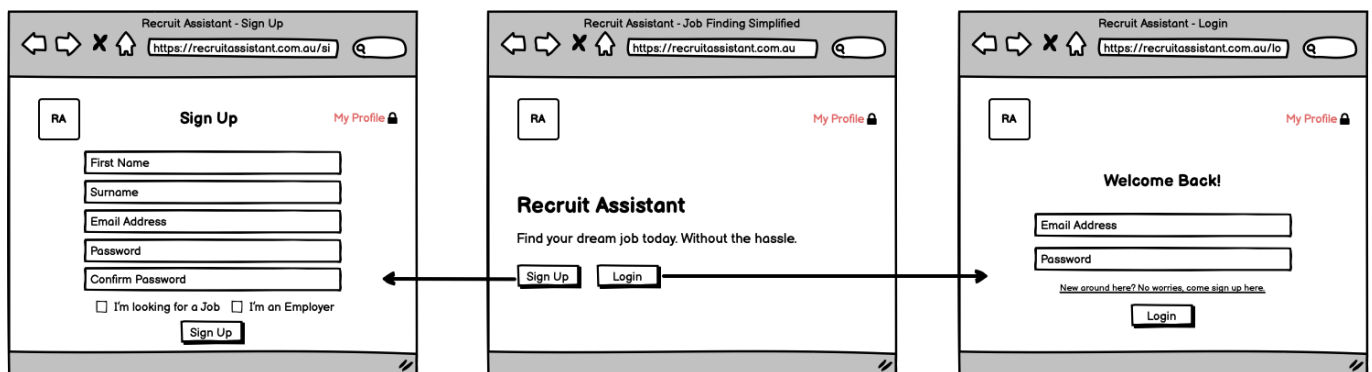 Recruit Assistant - Sign Up
https://recruitassistant.com.au/si
RA
Sign Up
My Profile
First Name
Surname
Email Address
Password
Confirm Password
I'm looking for a Job
I'm an Employer
Sign Up
Recruit Assistant - Job Finding Simplified
https://recruitassistant.com.au
RA
My Profile
Recruit Assistant
Find your dream job today. Without the hassle.
Sign Up
Login
Recruit Assistant - Login
https://recruitassistant.com.au/lo
RA
My Profile
Welcome Back!
Email Address
Password
New around here? No worries, come sign up here.
Login